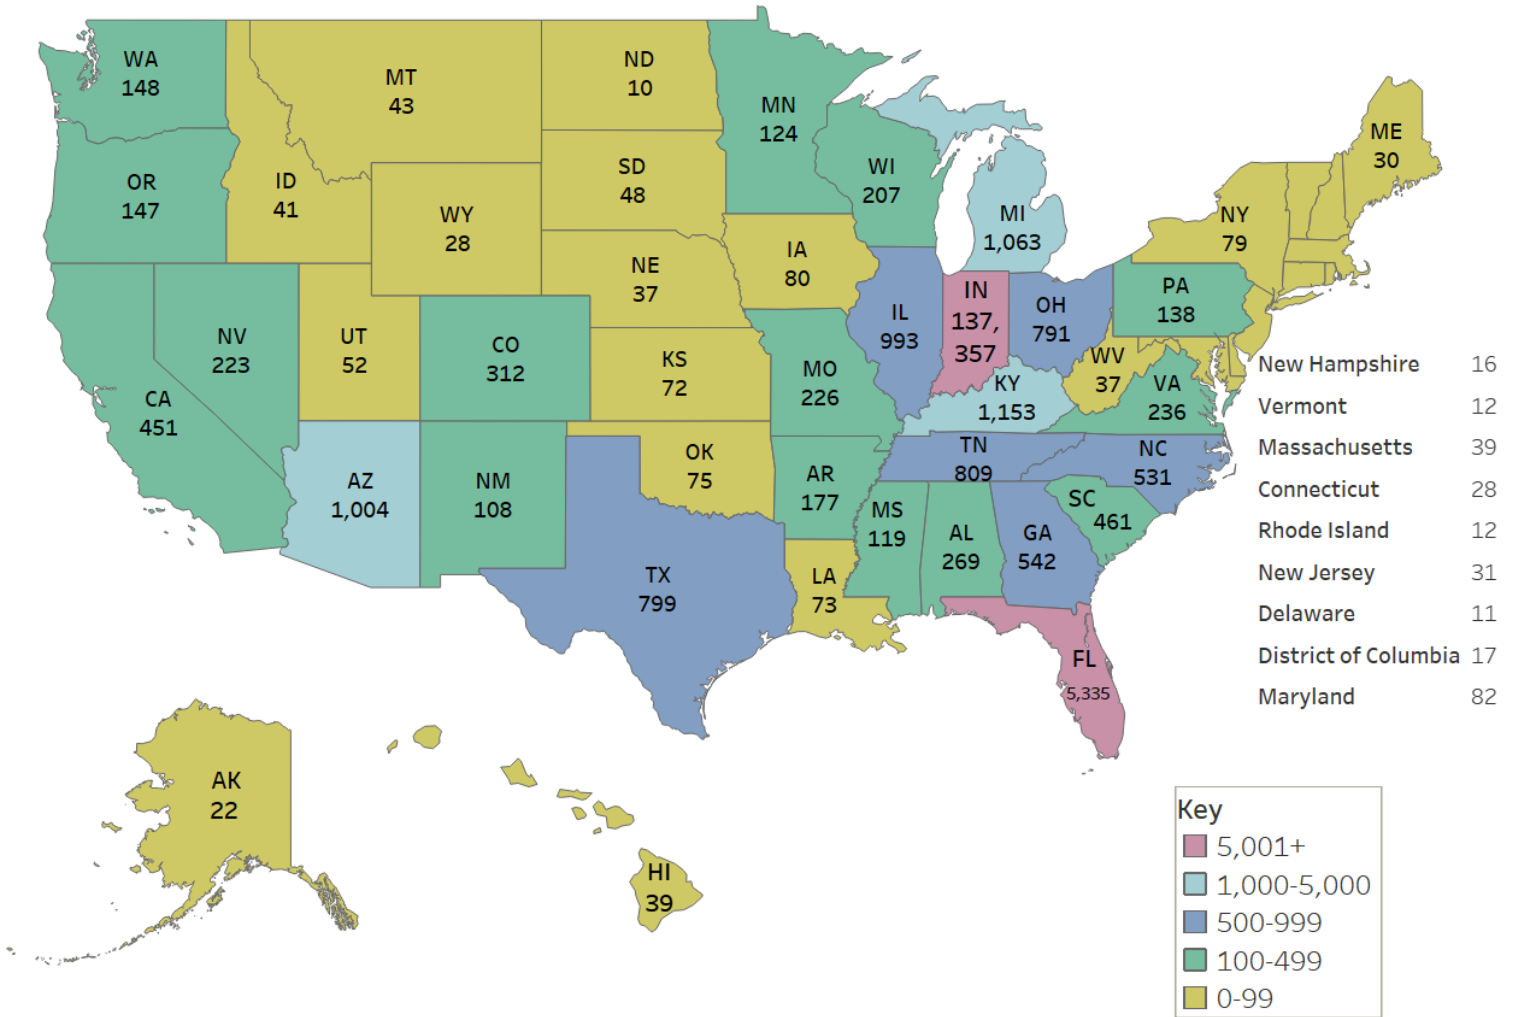 WA
148
MT
43
ND
10
MN
124
OR
147
ID
41
WY
28
SD
48
WI
207
MI
1,063
ME
30
NY
79
NV
223
UT
52
CO
312
NE
37
IA
80
IL
993
IN
137,
357
OH
791
PA
138
CA
451
KS
72
MO
226
KY
1,153
WV
37
VA
236
AZ
1,004
NM
108
OK
75
AR
177
TN
809
NC
531
TX
799
LA
73
MS
119
AL
269
GA
542
SC
461
FL
5,335
AK
22
HI
39
New Hampshire 16
Vermont 12
Massachusetts 39
Connecticut 28
Rhode Island 12
New Jersey 31
Delaware 11
District of Columbia 17
Maryland 82
Key
5,001+
1,000-5,000
500-999
100-499
0-99